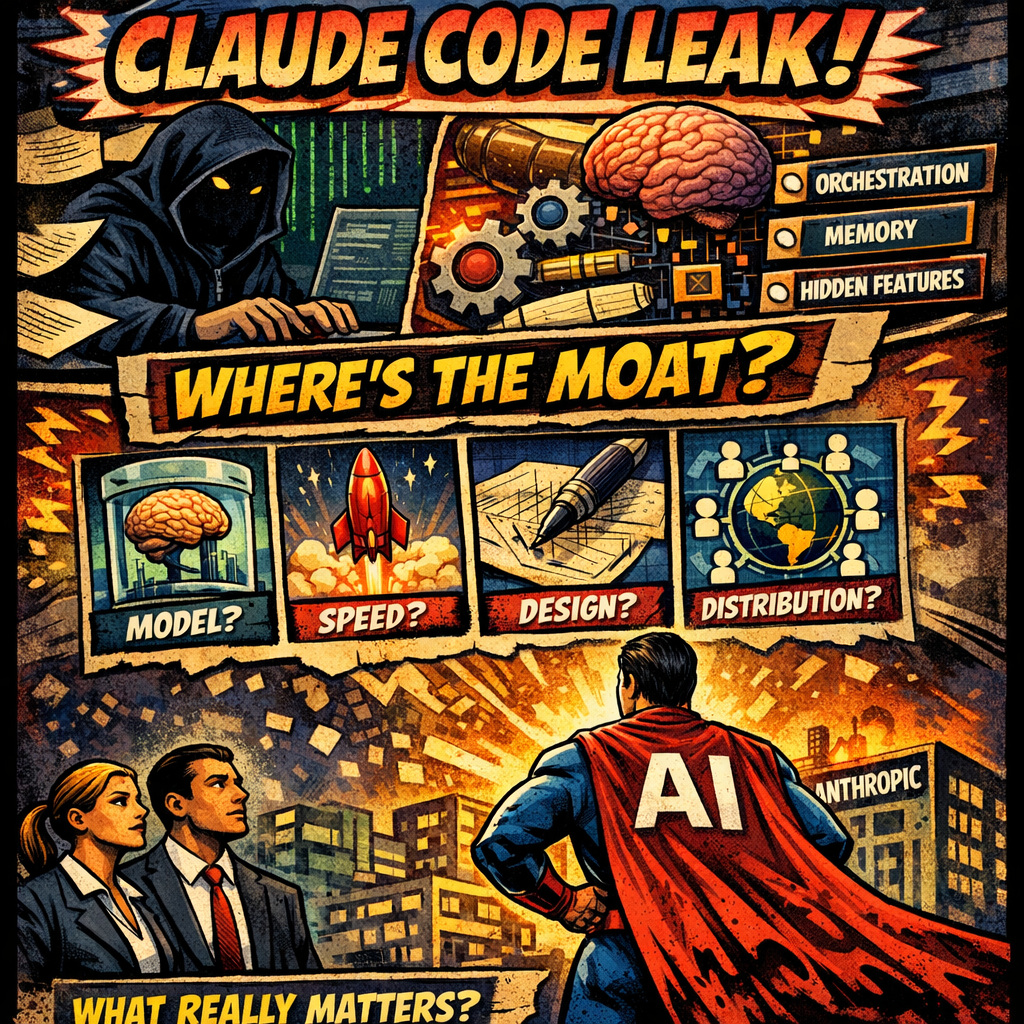 CLAUDE CODE LEAK!
ORCHESTRATION
MEMORY
HIDDEN FEATURES
WHERE'S THE MOAT?
MODEL?
SPEED?
DESIGN?
DISTRIBUTION?
AI
ANTHROPIC
WHAT REALLY MATTERS?